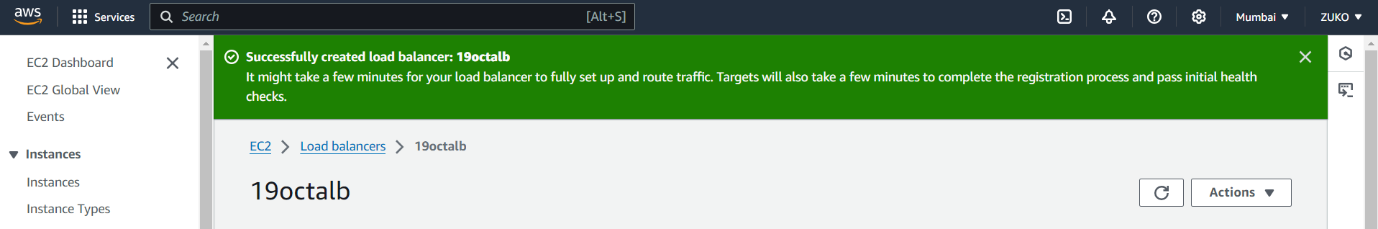 aws Services Search [Alt+S] Mumbai ZUKO
EC2 Dashboard
EC2 Global View
Events
Instances
Instances
Instance Types
Successfully created load balancer: 19octalb
It might take a few minutes for your load balancer to fully set up and route traffic. Targets will also take a few minutes to complete the registration process and pass initial health
checks.
EC2 Load balancers 19octalb
19octalb
Actions